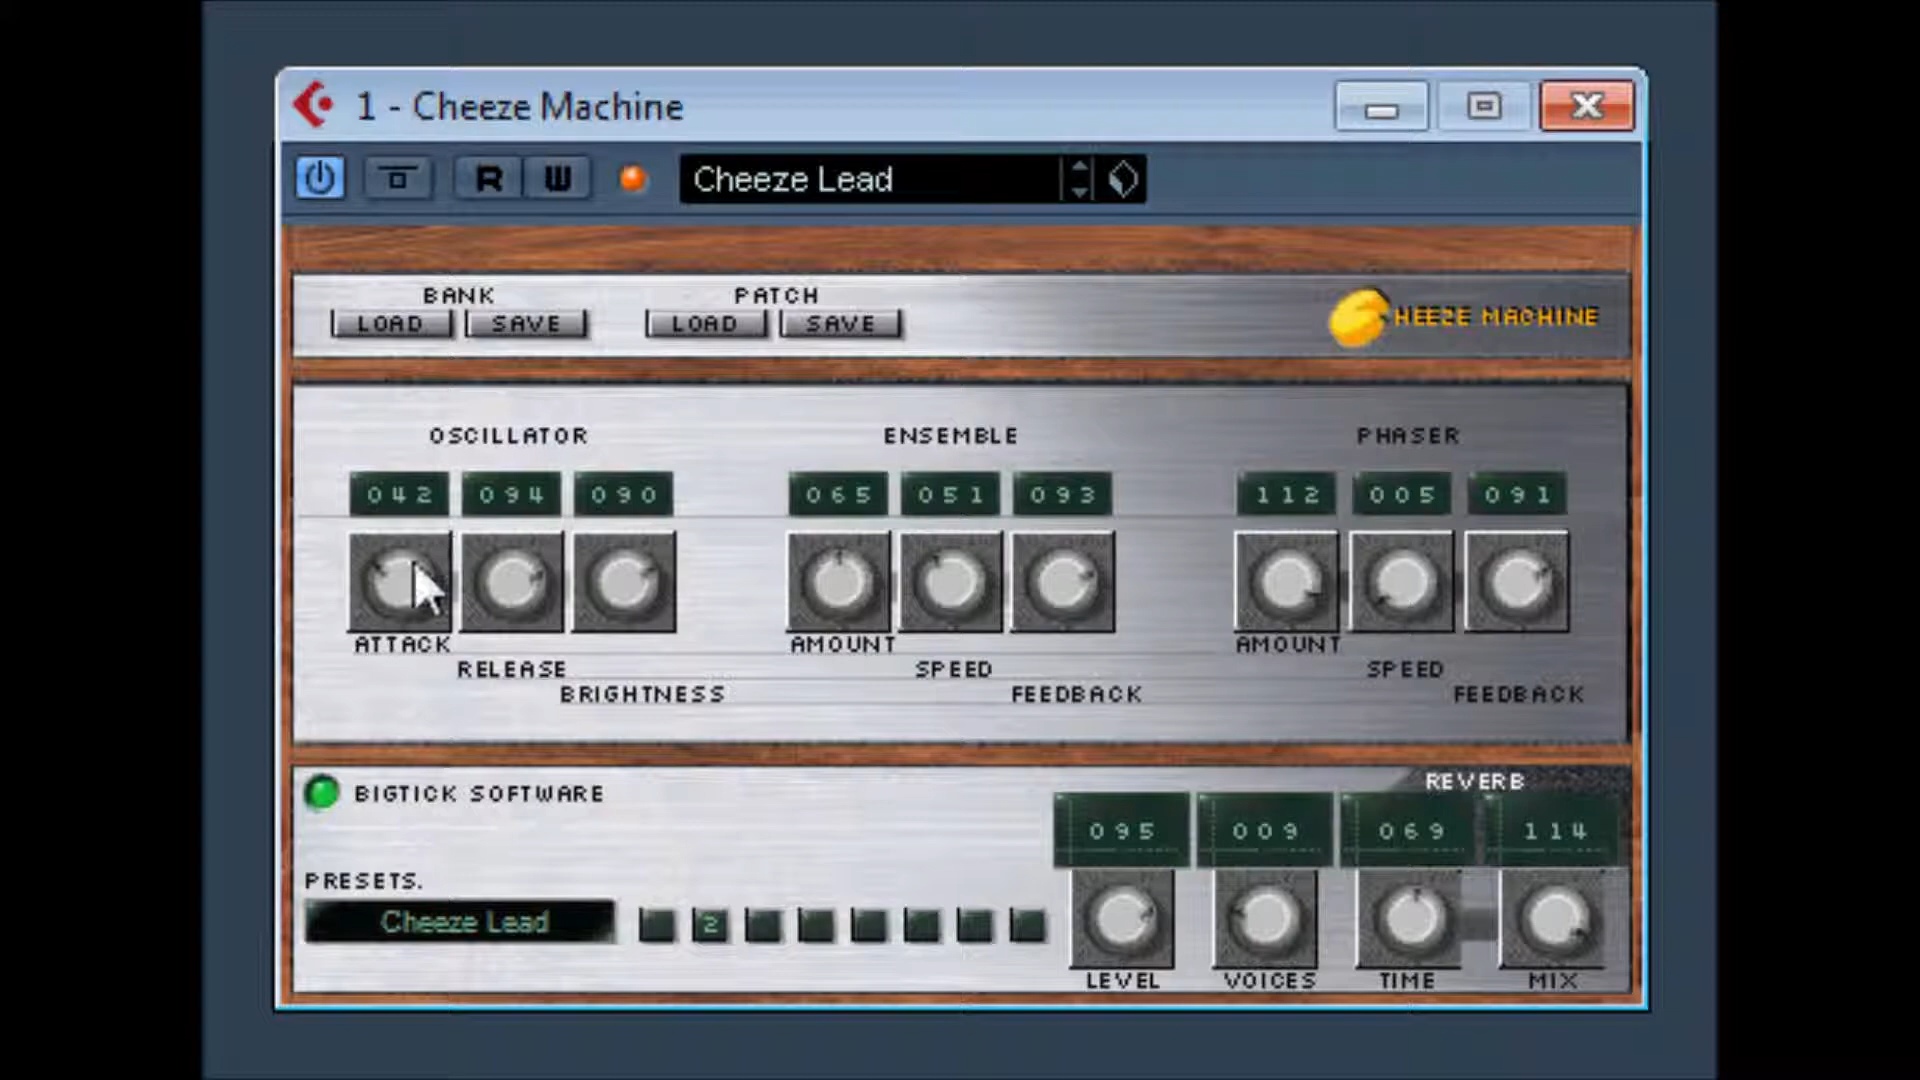 1 - Cheeze Machine
R W Cheeze Lead
BANK PATCH
LOAD SAVE LOAD SAVE
HEEZE MACHINE
OSCILLATOR ENSEMBLE PHASER
042 094 090 065 051 093 112 005 091
ATTACK AMOUNT AMOUNT
RELEASE SPEED SPEED
BRIGHTNESS FEEDBACK FEEDBACK
REVERB
BIGTICK SOFTWARE
095 009 069 114
PRESETS.
Cheeze Lead 2
LEVEL VOICES TIME MIX